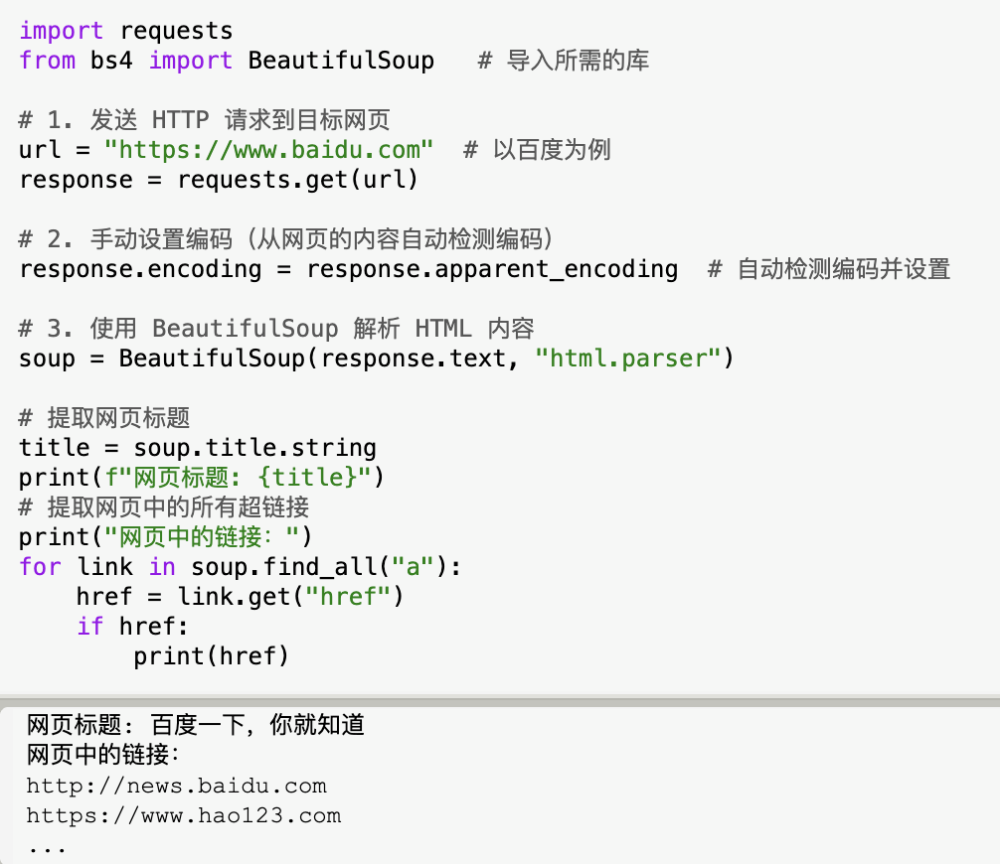 import requests
from bs4 import BeautifulSoup   # 导入所需的库
# 1. 发送 HTTP 请求到目标网页
url = "https://www.baidu.com"  # 以百度为例
response = requests.get(url)
# 2. 手动设置编码（从网页的内容自动检测编码）
response.encoding = response.apparent_encoding  # 自动检测编码并设置
# 3. 使用 BeautifulSoup 解析 HTML 内容
soup = BeautifulSoup(response.text, "html.parser")
# 提取网页标题
title = soup.title.string
print(f"网页标题: {title}")
# 提取网页中的所有超链接
print("网页中的链接：")
for link in soup.find_all("a"):
    href = link.get("href")
    if href:
        print(href)
网页标题: 百度一下，你就知道
网页中的链接：
http://news.baidu.com
https://www.hao123.com
...